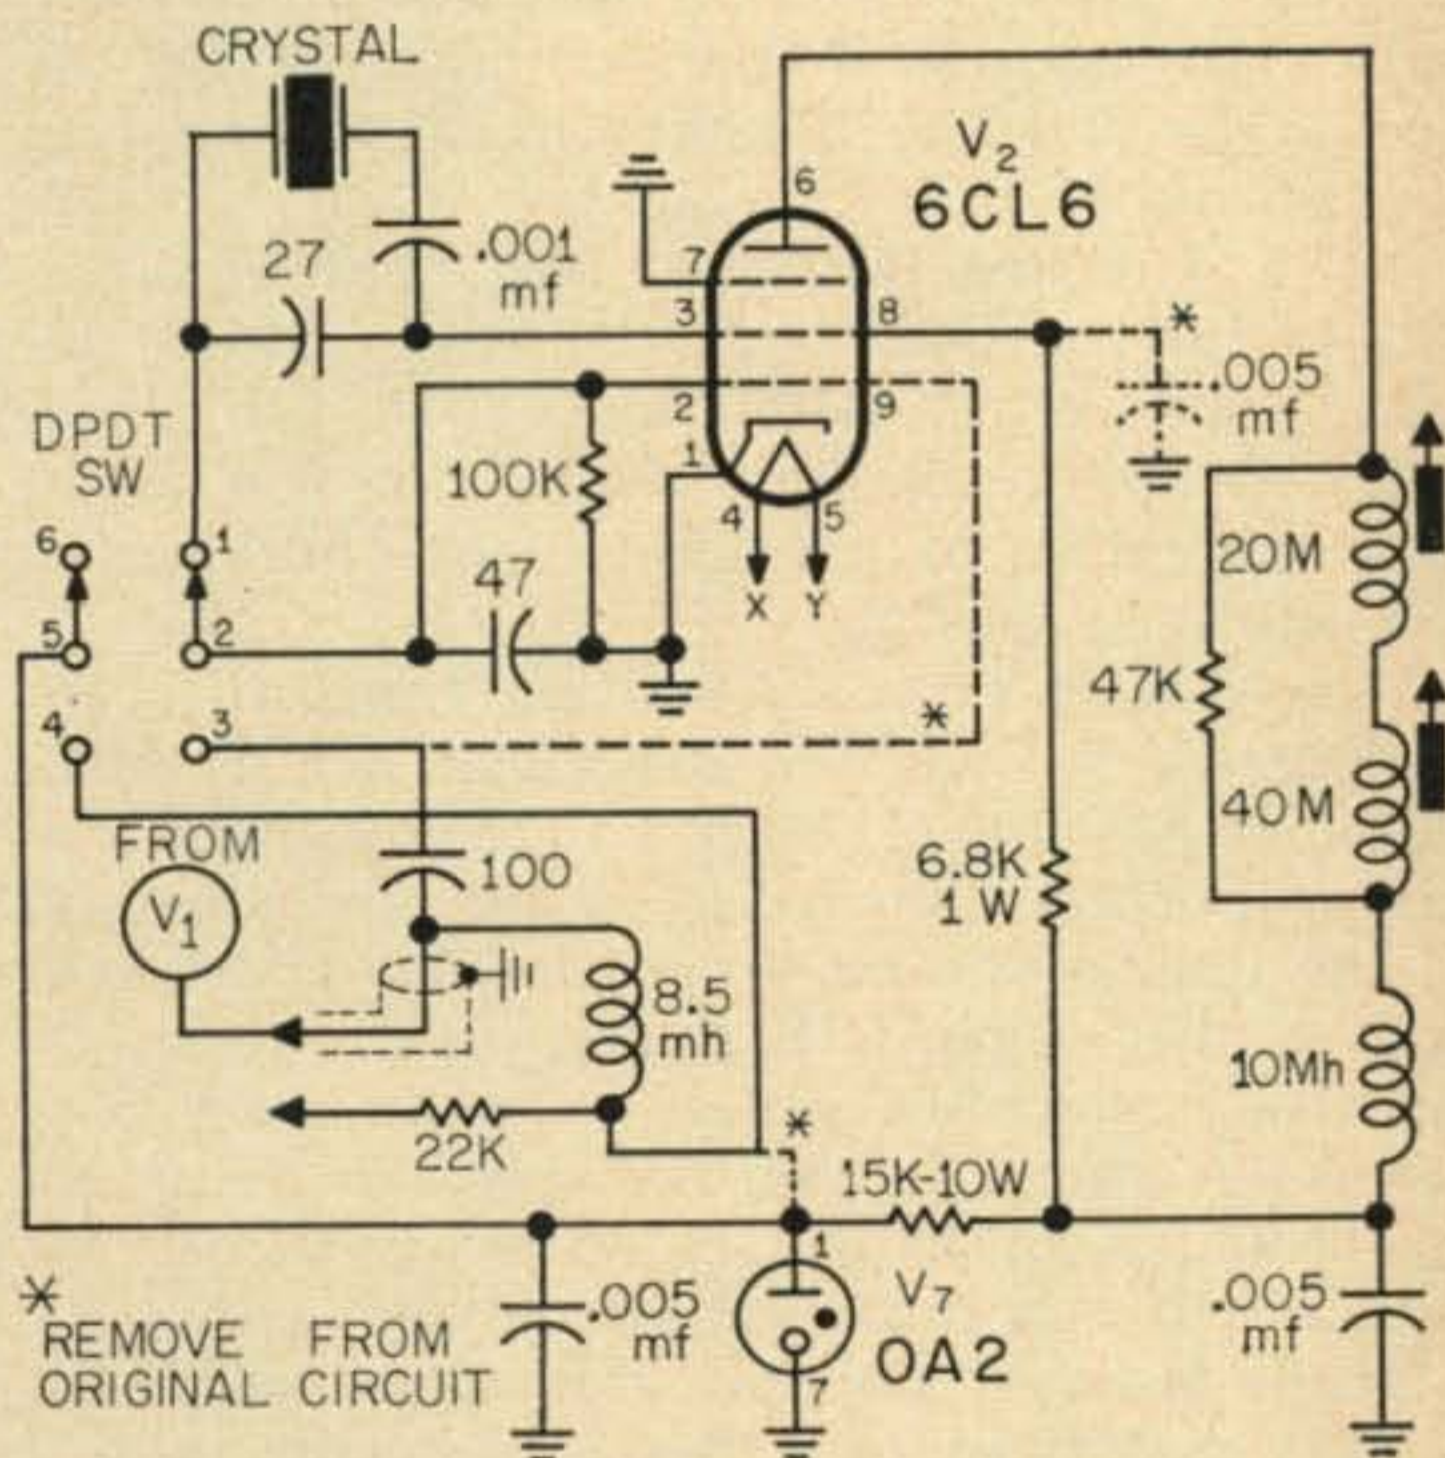 CRYSTAL
V2
6CL6
6
7
3
8
2
9
1
4
5
X
Y
27
.001
mf
*
.005
mf
DPDT
SW
100K
47
6
1
5
2
4
3
20M
47K
40M
*
FROM
V1
100
6.8K
1 W
8.5
mh
10Mh
22K
*
15K-10W
1
V7
OA2
7
.005
mf
.005
mf
*
REMOVE FROM
ORIGINAL CIRCUIT